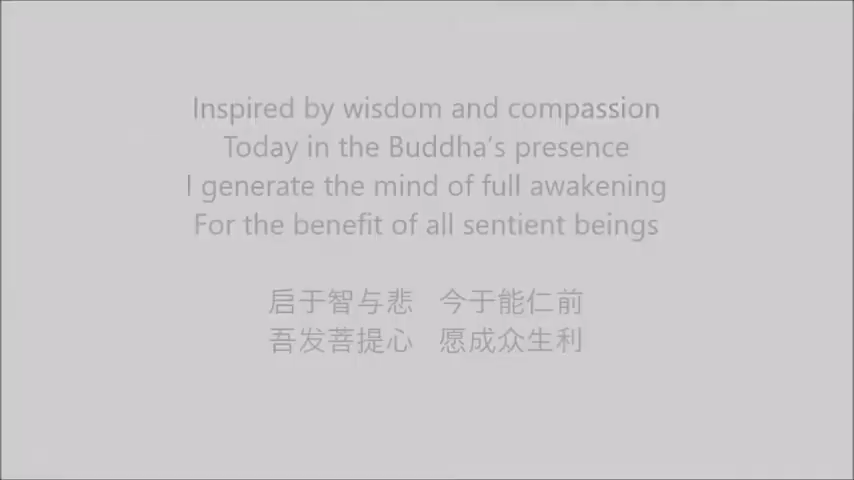 Inspired by wisdom and compassion
Today in the Buddha's presence
I generate the mind of full awakening
For the benefit of all sentient beings
启于智与悲 今于能仁前
吾发菩提心 愿成众生利